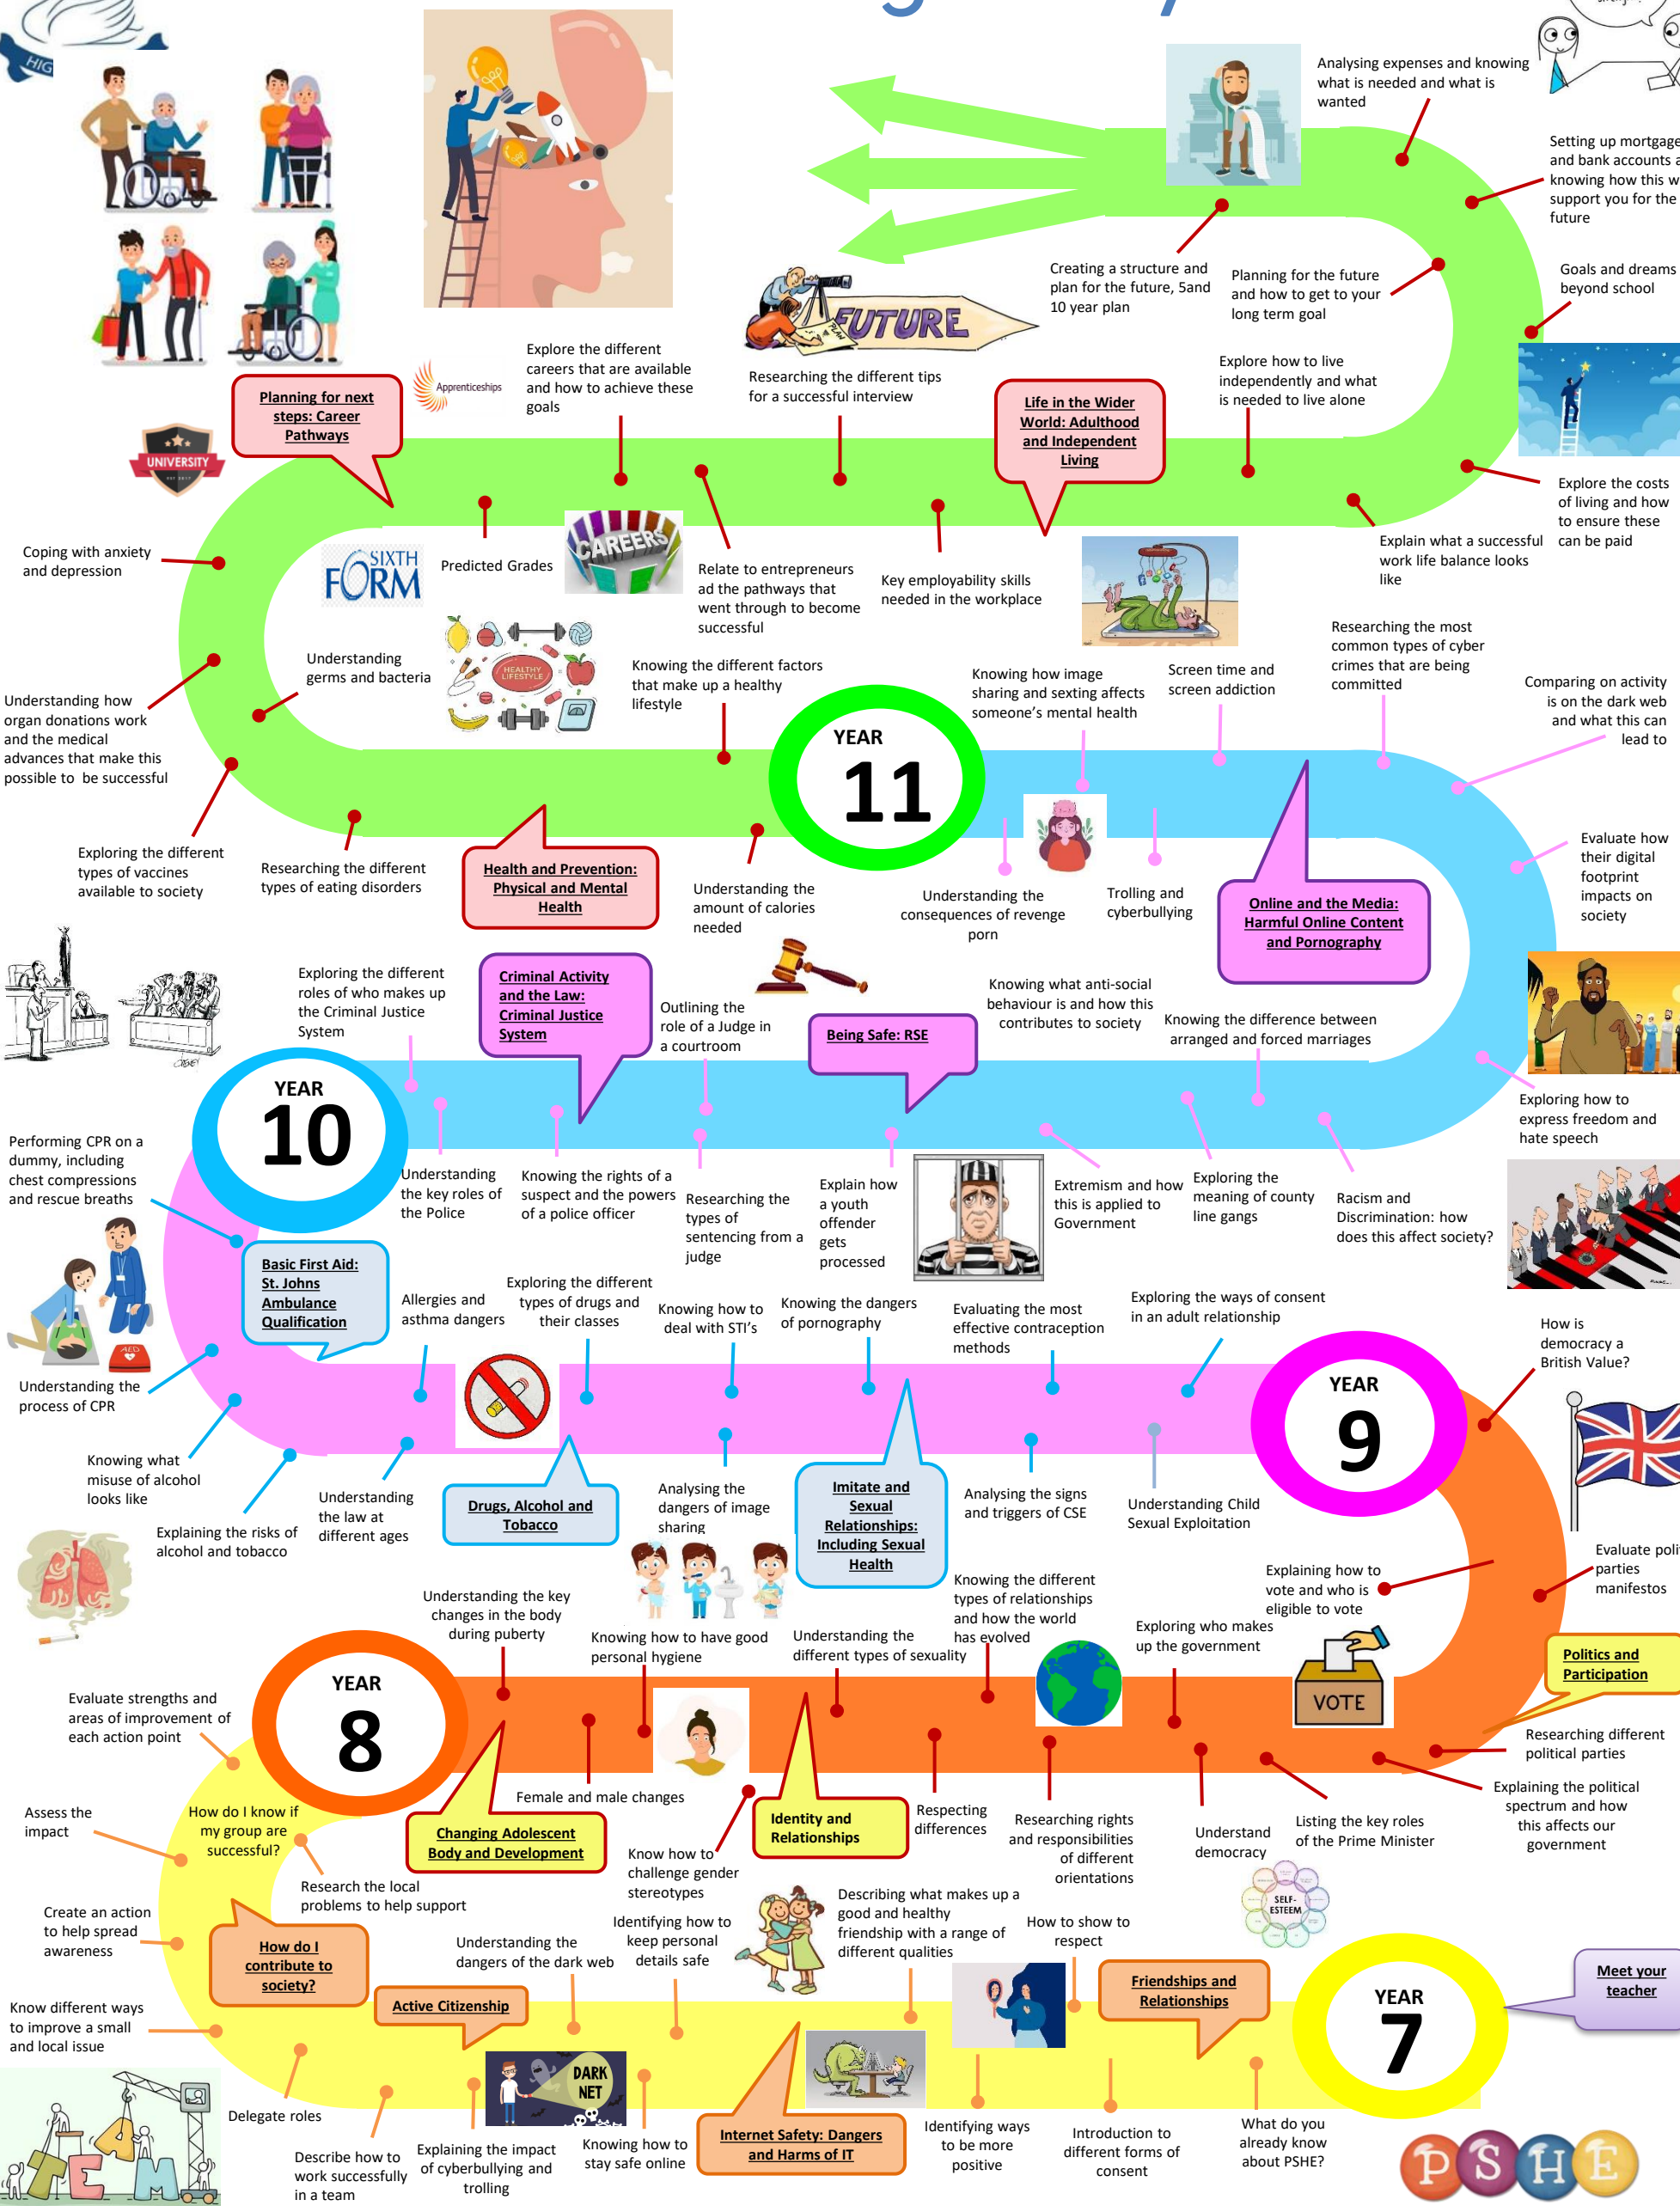 HIG
Analysing expenses and knowing
what is needed and what is
wanted
Setting up mortgage
and bank accounts a
knowing how this w
support you for the
future
Creating a structure and
plan for the future, 5and
10 year plan
Planning for the future
and how to get to your
long term goal
Goals and dreams
beyond school
FUTURE
PLAN
Explore the different
careers that are available
and how to achieve these
goals
Apprenticeships
Researching the different tips
for a successful interview
Explore how to live
independently and what
is needed to live alone
Planning for next
steps: Career
Pathways
Life in the Wider
World: Adulthood
and Independent
Living
UNIVERSITY
Explore the costs
of living and how
to ensure these
can be paid
Explain what a successful
work life balance looks
like
Coping with anxiety
and depression
SIXTH
FORM
Predicted Grades
CAREERS
Relate to entrepreneurs
ad the pathways that
went through to become
successful
Key employability skills
needed in the workplace
Understanding
germs and bacteria
HEALTHY
LIFESTYLE
Knowing the different factors
that make up a healthy
lifestyle
Knowing how image
sharing and sexting affects
someone's mental health
Screen time and
screen addiction
Researching the most
common types of cyber
crimes that are being
committed
Comparing on activity
is on the dark web
and what this can
lead to
Understanding how
organ donations work
and the medical
advances that make this
possible to be successful
YEAR
11
Exploring the different
types of vaccines
available to society
Researching the different
types of eating disorders
Health and Prevention:
Physical and Mental
Health
Understanding the
amount of calories
needed
Understanding the
consequences of revenge
porn
Trolling and
cyberbullying
Online and the Media:
Harmful Online Content
and Pornography
Evaluate how
their digital
footprint
impacts on
society
Exploring the different
roles of who makes up
the Criminal Justice
System
Criminal Activity
and the Law:
Criminal Justice
System
Outlining the
role of a Judge in
a courtroom
Being Safe: RSE
Knowing what anti-social
behaviour is and how this
contributes to society
Knowing the difference between
arranged and forced marriages
Exploring how to
express freedom and
hate speech
YEAR
10
Performing CPR on a
dummy, including
chest compressions
and rescue breaths
Understanding
the key roles of
the Police
Knowing the rights of a
suspect and the powers
of a police officer
Researching the
types of
sentencing from a
judge
Explain how
a youth
offender
gets
processed
Extremism and how
this is applied to
Government
Exploring the
meaning of county
line gangs
Racism and
Discrimination: how
does this affect society?
Basic First Aid:
St. Johns
Ambulance
Qualification
AED
Allergies and
asthma dangers
Exploring the different
types of drugs and
their classes
Knowing how to
deal with STI's
Knowing the dangers
of pornography
Evaluating the most
effective contraception
methods
Exploring the ways of consent
in an adult relationship
How is
democracy a
British Value?
Understanding the
process of CPR
YEAR
9
Knowing what
misuse of alcohol
looks like
Explaining the risks of
alcohol and tobacco
Understanding
the law at
different ages
Drugs, Alcohol and
Tobacco
Analysing the
dangers of image
sharing
Imitate and
Sexual
Relationships:
Including Sexual
Health
Analysing the signs
and triggers of CSE
Understanding Child
Sexual Exploitation
Evaluate poli
parties
manifestos
Explaining how to
vote and who is
eligible to vote
Understanding the key
changes in the body
during puberty
Knowing how to have good
personal hygiene
Understanding the
different types of sexuality
Knowing the different
types of relationships
and how the world
has evolved
Exploring who makes
up the government
VOTE
Politics and
Participation
YEAR
8
Evaluate strengths and
areas of improvement of
each action point
Researching different
political parties
Explaining the political
spectrum and how
this affects our
government
Female and male changes
Changing Adolescent
Body and Development
Identity and
Relationships
Respecting
differences
Researching rights
and responsibilities
of different
orientations
Understand
democracy
Listing the key roles
of the Prime Minister
Assess the
impact
How do I know if
my group are
successful?
Know how to
challenge gender
stereotypes
Research the local
problems to help support
Create an action
to help spread
awareness
How do I
contribute to
society?
Understanding the
dangers of the dark web
Identifying how to
keep personal
details safe
Describing what makes up a
good and healthy
friendship with a range of
different qualities
How to show to
respect
SELF-
ESTEEM
Friendships and
Relationships
Meet your
teacher
Active Citizenship
YEAR
7
Know different ways
to improve a small
and local issue
DARK
NET
Delegate roles
Describe how to
work successfully
in a team
Explaining the impact
of cyberbullying and
trolling
Knowing how to
stay safe online
Internet Safety: Dangers
and Harms of IT
Identifying ways
to be more
positive
Introduction to
different forms of
consent
What do you
already know
about PSHE?
TEAM
PSHE